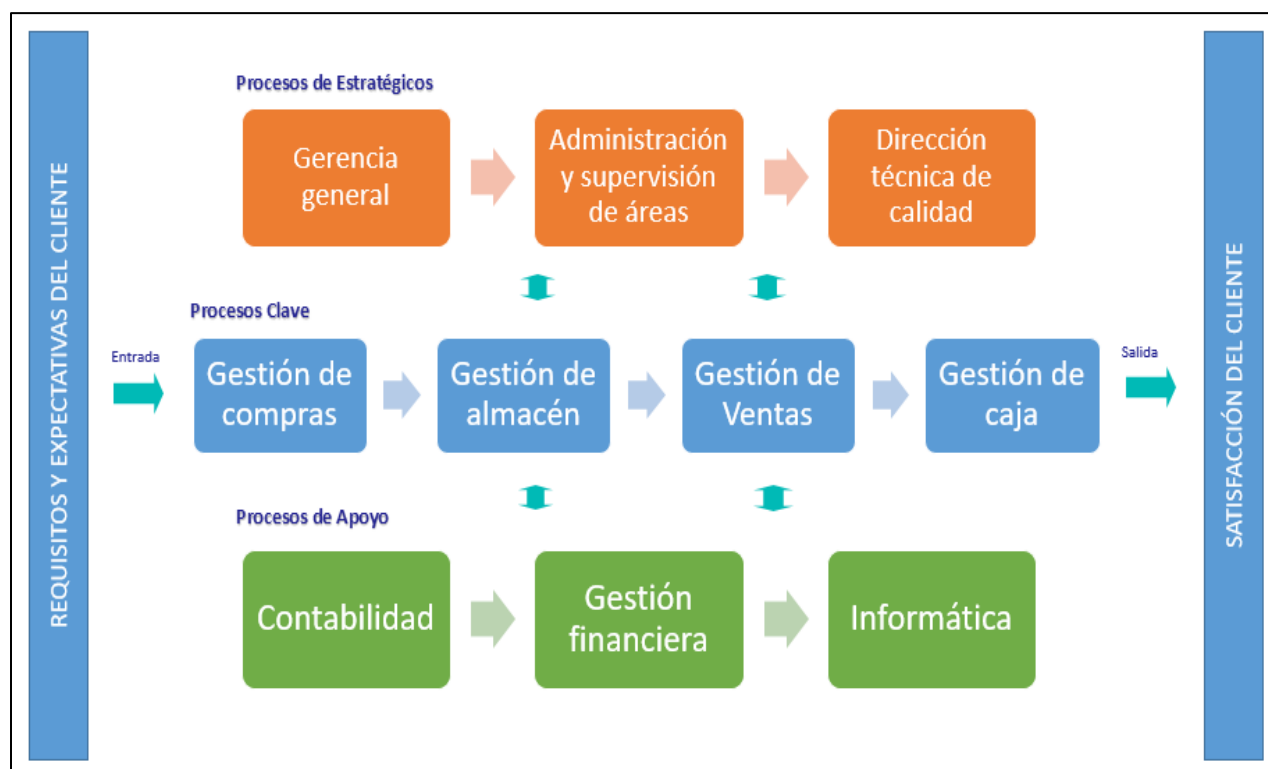 REQUISITOS Y EXPECTATIVAS DEL CLIENTE
Procesos de Estratégicos
Gerencia
general
Administración
y supervisión
de áreas
Dirección
técnica de
calidad
Procesos Clave
Entrada
Gestión de
compras
Gestión de
almacén
Gestión de
Ventas
Gestión de
caja
Salida
Procesos de Apoyo
Contabilidad
Gestión
financiera
Informática
SATISFACCIÓN DEL CLIENTE